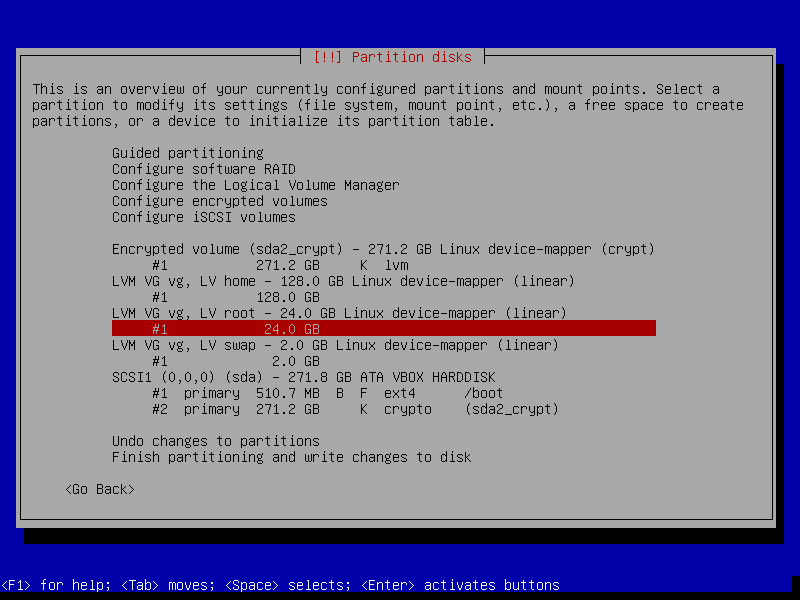 [!!] Partition disks
This is an overview of your currently configured partitions and mount points. Select a
partition to modify its settings (file system, mount point, etc.), a free space to create
partitions, or a device to initialize its partition table.
Guided partitioning
Configure software RAID
Configure the Logical Volume Manager
Configure encrypted volumes
Configure iSCSI volumes
Encrypted volume (sda2_crypt) - 271.2 GB Linux device-mapper (crypt)
#1 271.2 GB K lvm
LVM VG vg, LV home - 128.0 GB Linux device-mapper (linear)
#1 128.0 GB
LVM VG vg, LV root - 24.0 GB Linux device-mapper (linear)
#1 24.0 GB
LVM VG vg, LV swap - 2.0 GB Linux device-mapper (linear)
#1 2.0 GB
SCSI1 (0,0,0) (sda) - 271.8 GB ATA VBOX HARDDISK
#1 primary 510.7 MB B F ext4 /boot
#2 primary 271.2 GB K crypto (sda2_crypt)
Undo changes to partitions
Finish partitioning and write changes to disk
<Go Back>
<F1> for help; <Tab> moves; <Space> selects; <Enter> activates buttons